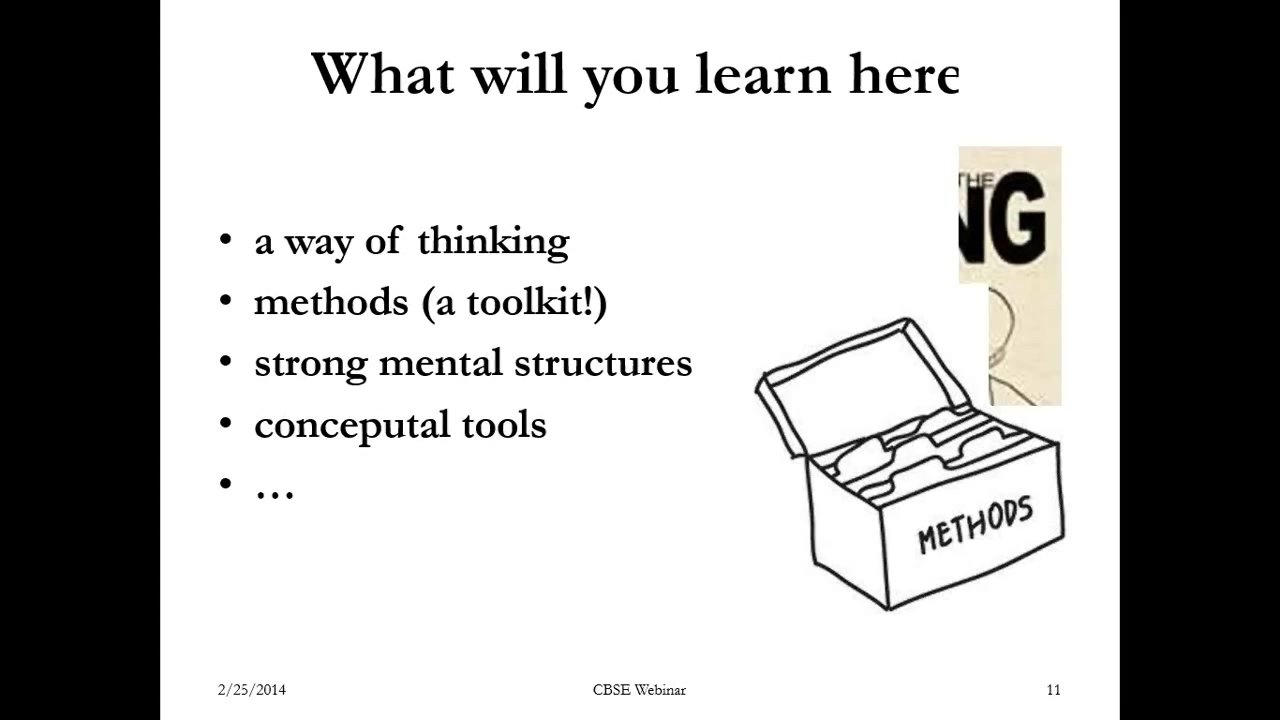 What will you learn here
THE
NG
• a way of thinking
• methods (a toolkit!)
• strong mental structures
• conceputal tools
• …
METHODS
2/25/2014
CBSE Webinar
11